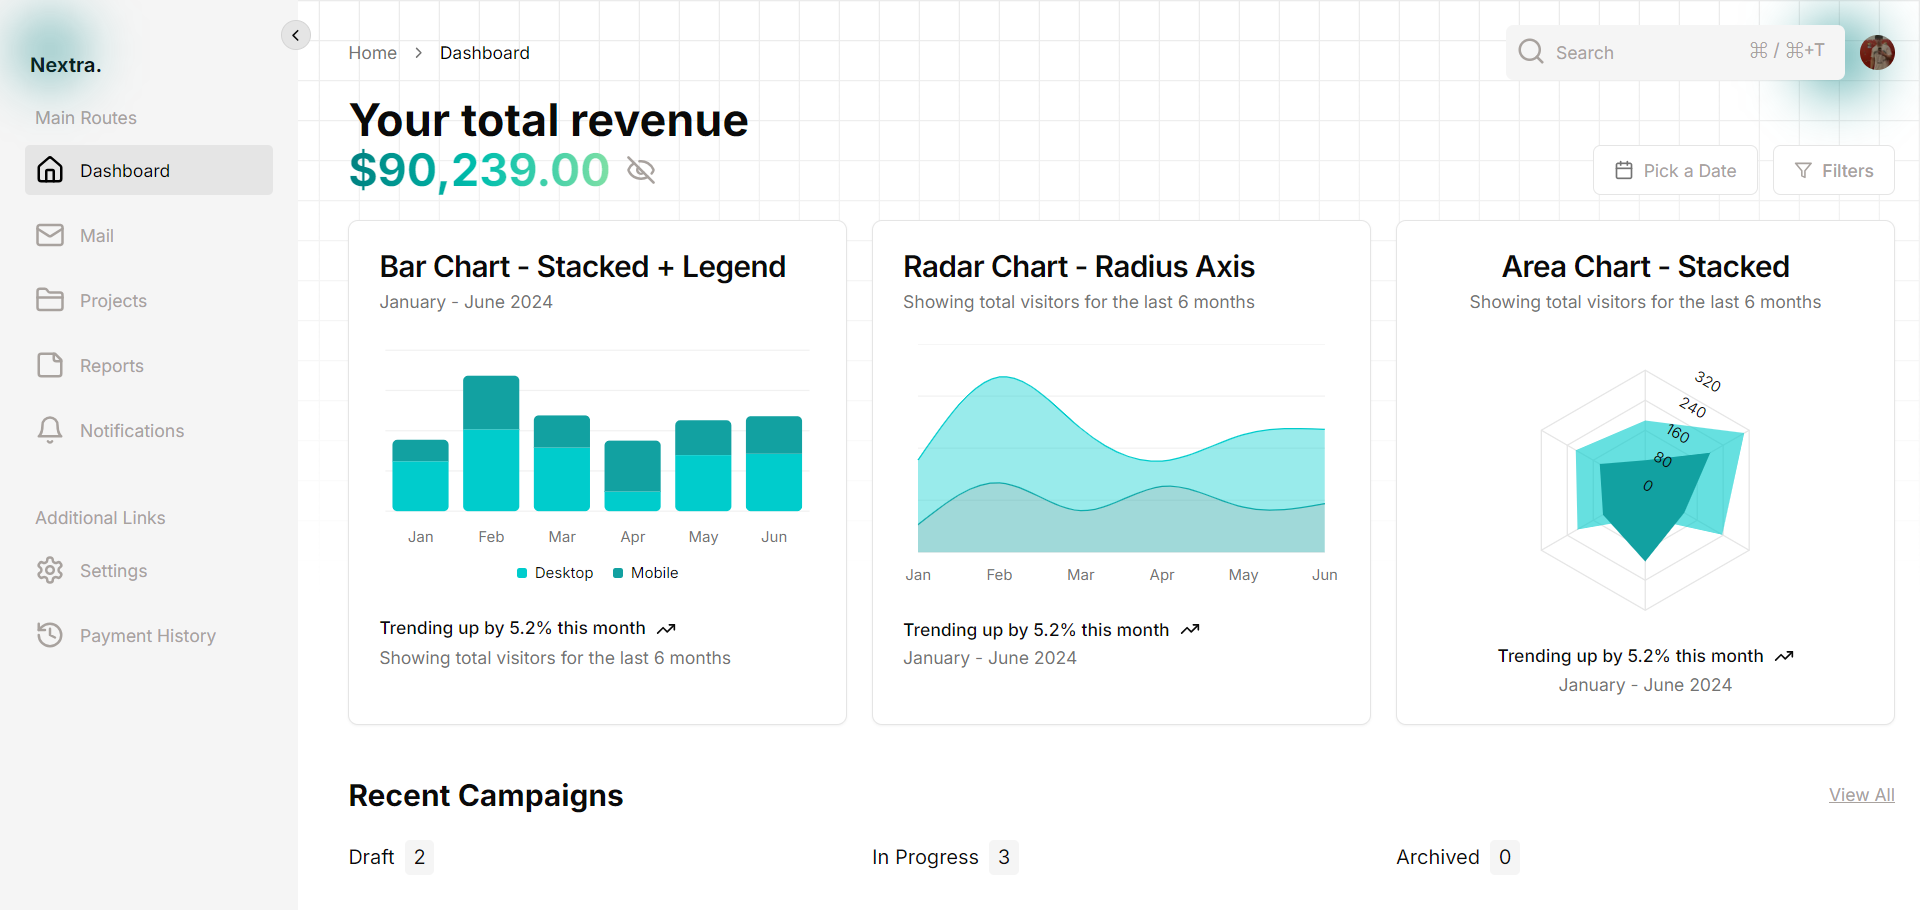 Nextra.
Main Routes
Dashboard
Mail
Projects
Reports
Notifications
Additional Links
Settings
Payment History
Home > Dashboard
Search ⌘ / ⌘+T
Your total revenue
$90,239.00
Pick a Date
Filters
Bar Chart - Stacked + Legend
January - June 2024
Jan Feb Mar Apr May Jun
Desktop Mobile
Trending up by 5.2% this month
Showing total visitors for the last 6 months
Radar Chart - Radius Axis
Showing total visitors for the last 6 months
Jan Feb Mar Apr May Jun
Trending up by 5.2% this month
January - June 2024
Area Chart - Stacked
Showing total visitors for the last 6 months
320
240
160
80
0
Trending up by 5.2% this month
January - June 2024
Recent Campaigns
View All
Draft 2
In Progress 3
Archived 0